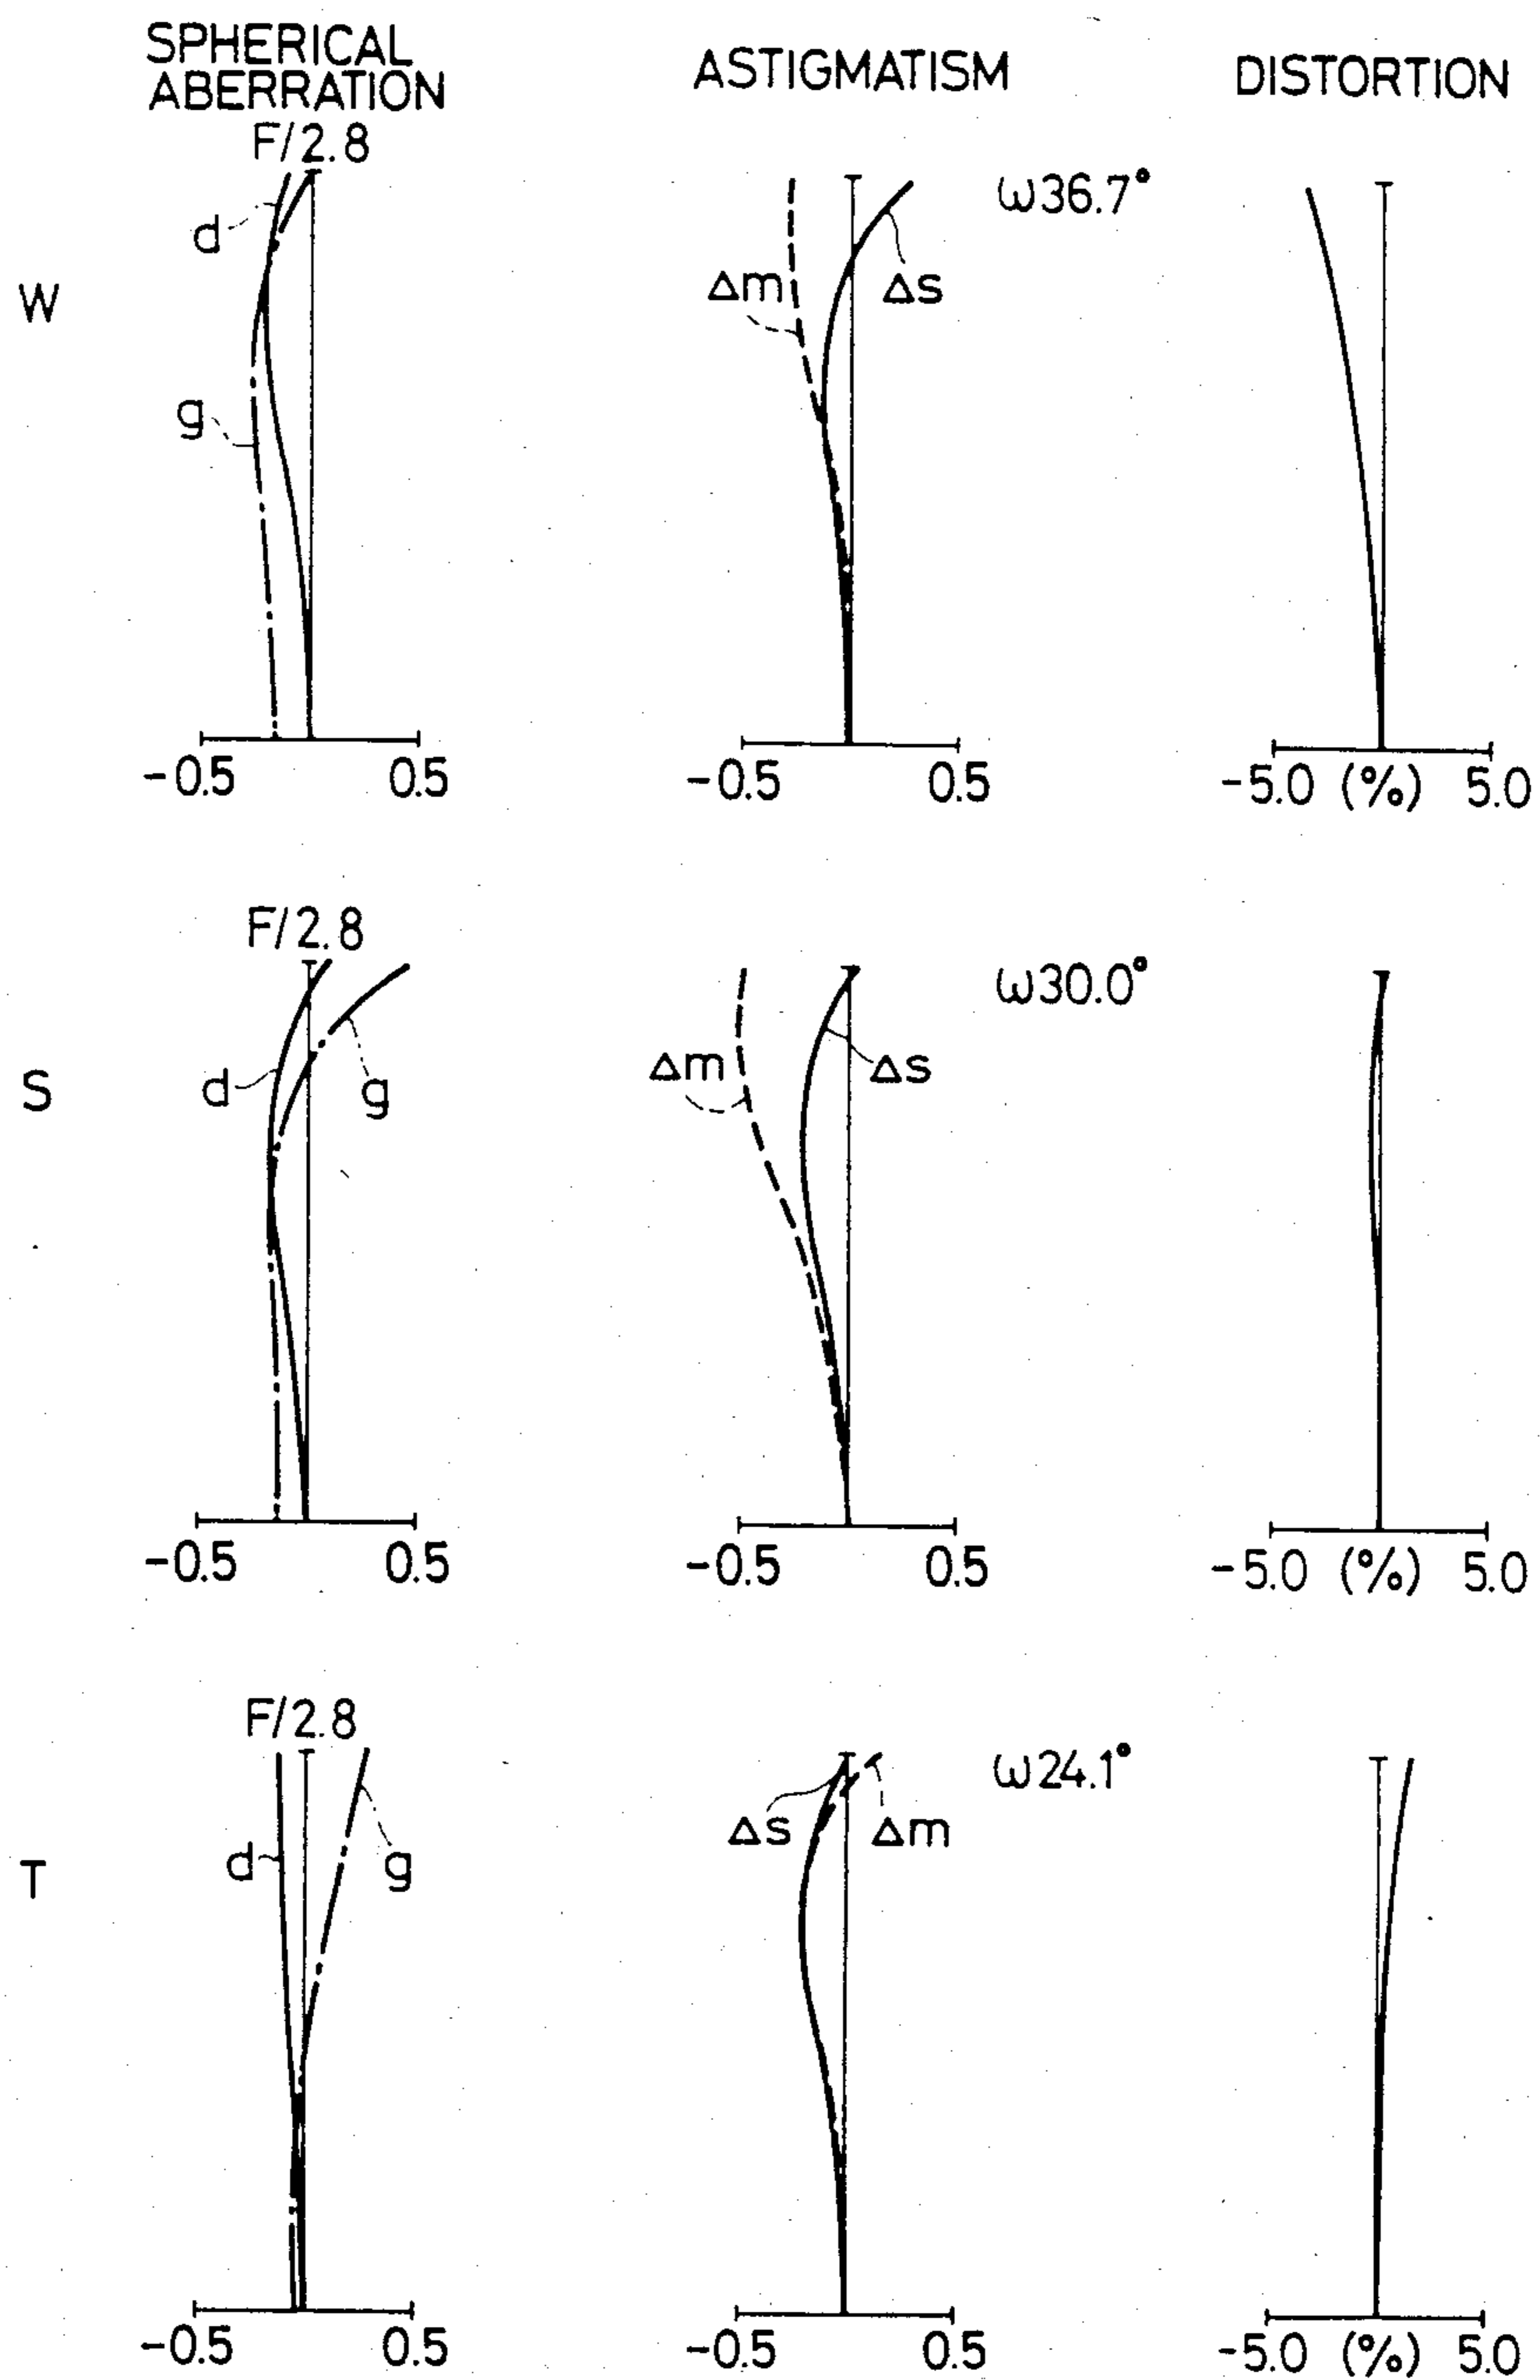 SPHERICAL
ABERRATION
ASTIGMATISM
DISTORTION
W
F/2.8
d
g
-0.5 0.5
ω36.7°
Δm
Δs
-0.5 0.5
-5.0 (%) 5.0
S
F/2.8
d
g
-0.5 0.5
ω30.0°
Δm
Δs
-0.5 0.5
-5.0 (%) 5.0
T
F/2.8
d
g
-0.5 0.5
ω24.1°
Δs
Δm
-0.5 0.5
-5.0 (%) 5.0